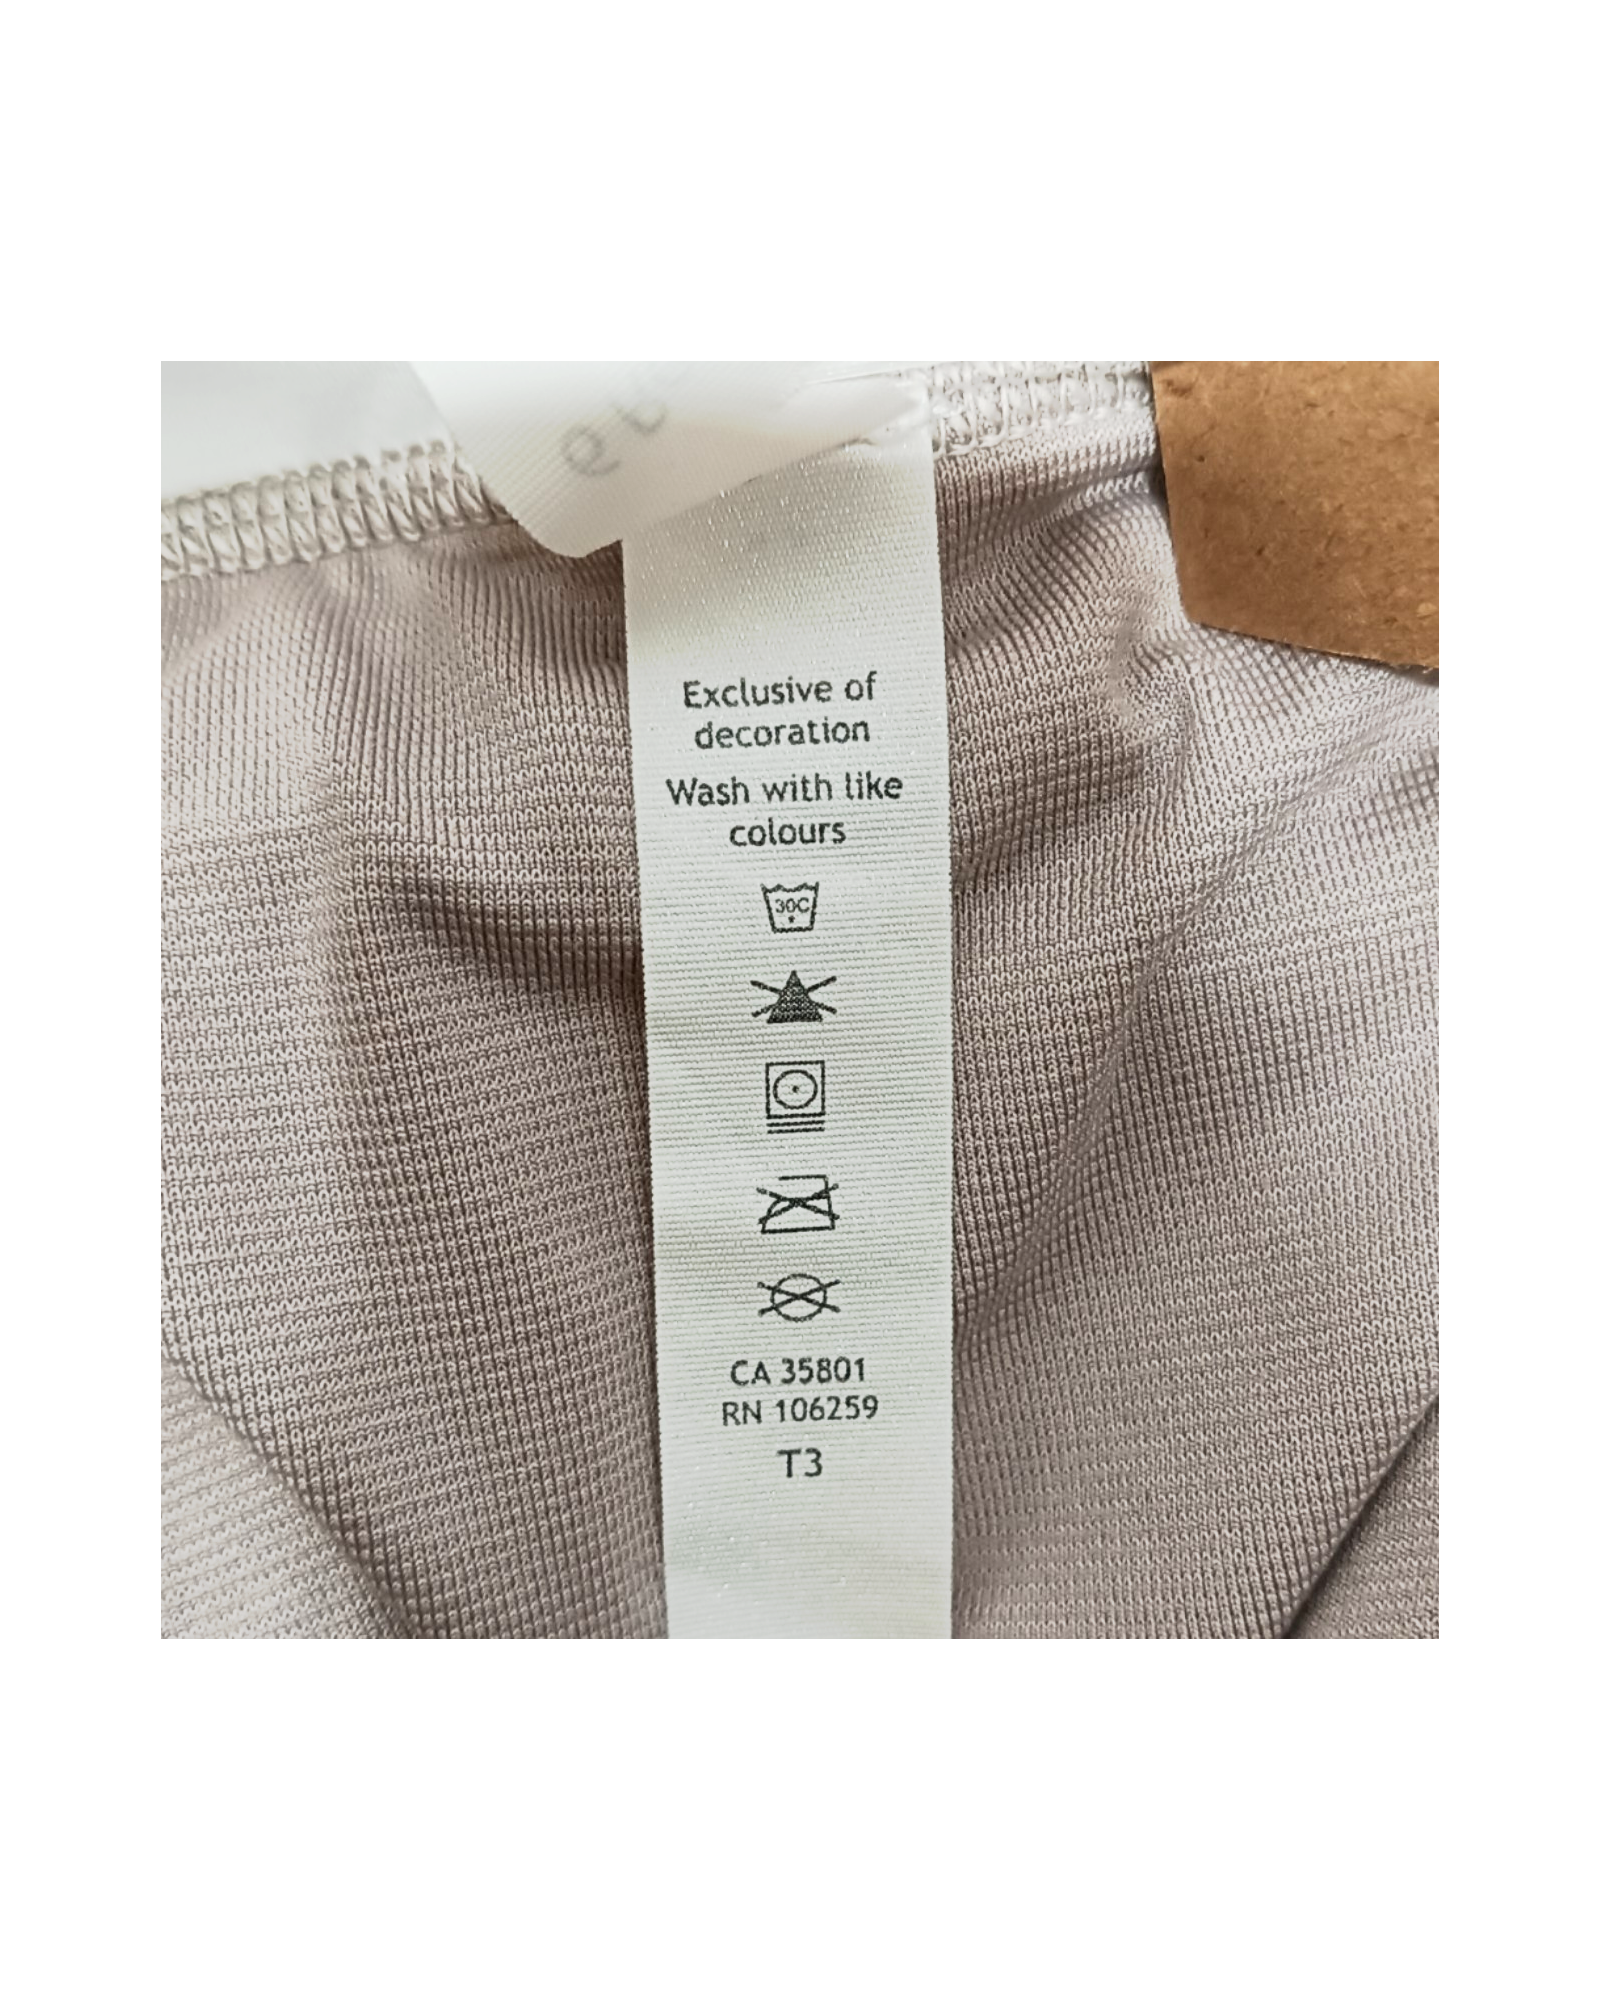 Exclusive of
decoration
Wash with like
colours
30C
CA 35801
RN 106259
T3